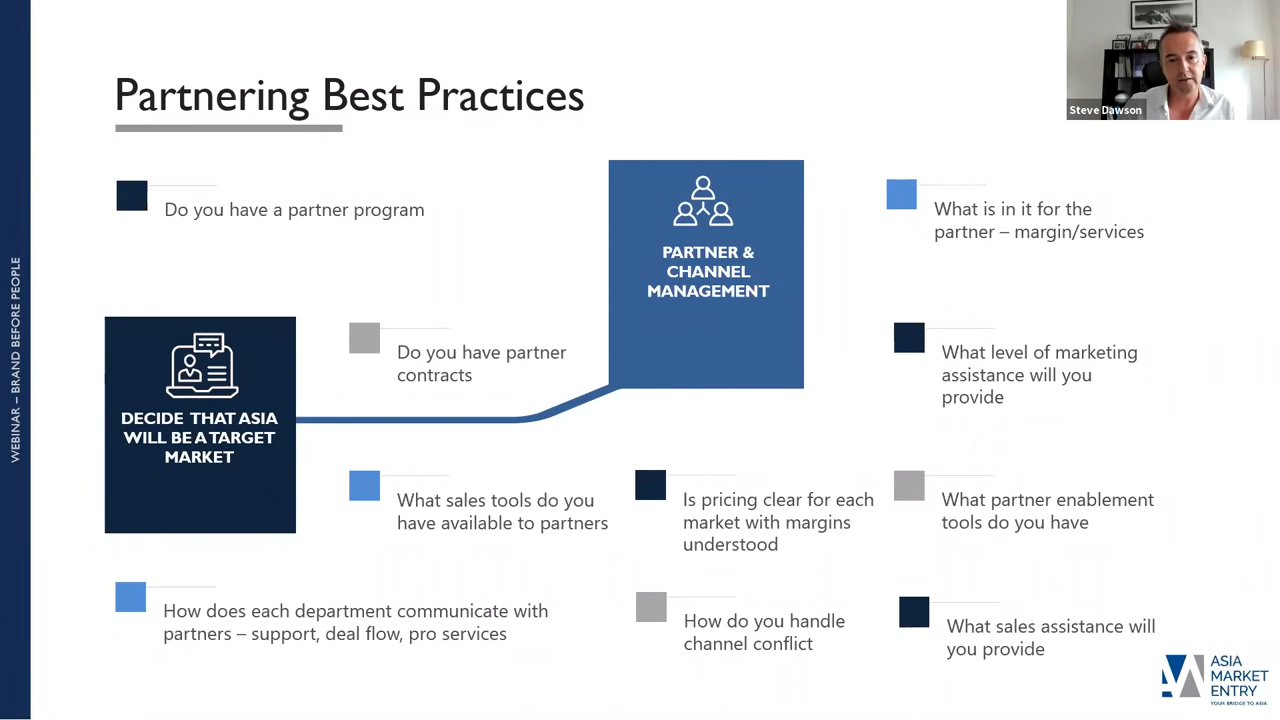 Partnering Best Practices
Steve Dawson
WEBINAR – BRAND BEFORE PEOPLE
Do you have a partner program
PARTNER &
CHANNEL
MANAGEMENT
What is in it for the
partner – margin/services
DECIDE THAT ASIA
WILL BE A TARGET
MARKET
Do you have partner
contracts
What level of marketing
assistance will you
provide
What sales tools do you
have available to partners
Is pricing clear for each
market with margins
understood
What partner enablement
tools do you have
How does each department communicate with
partners – support, deal flow, pro services
How do you handle
channel conflict
What sales assistance will
you provide
ASIA
MARKET
ENTRY
YOUR BRIDGE TO ASIA